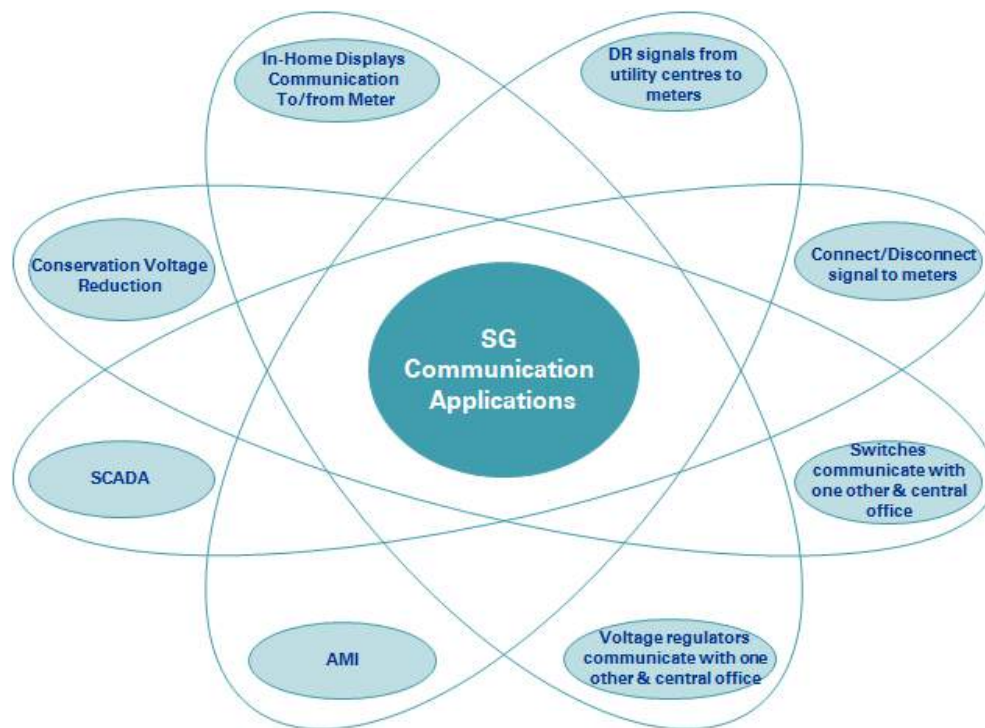 In-Home Displays
Communication
To/from Meter
DR signals from
utility centres to
meters
Conservation Voltage
Reduction
Connect/Disconnect
signal to meters
SG
Communication
Applications
SCADA
Switches
communicate with
one other & central
office
AMI
Voltage regulators
communicate with one
other & central office